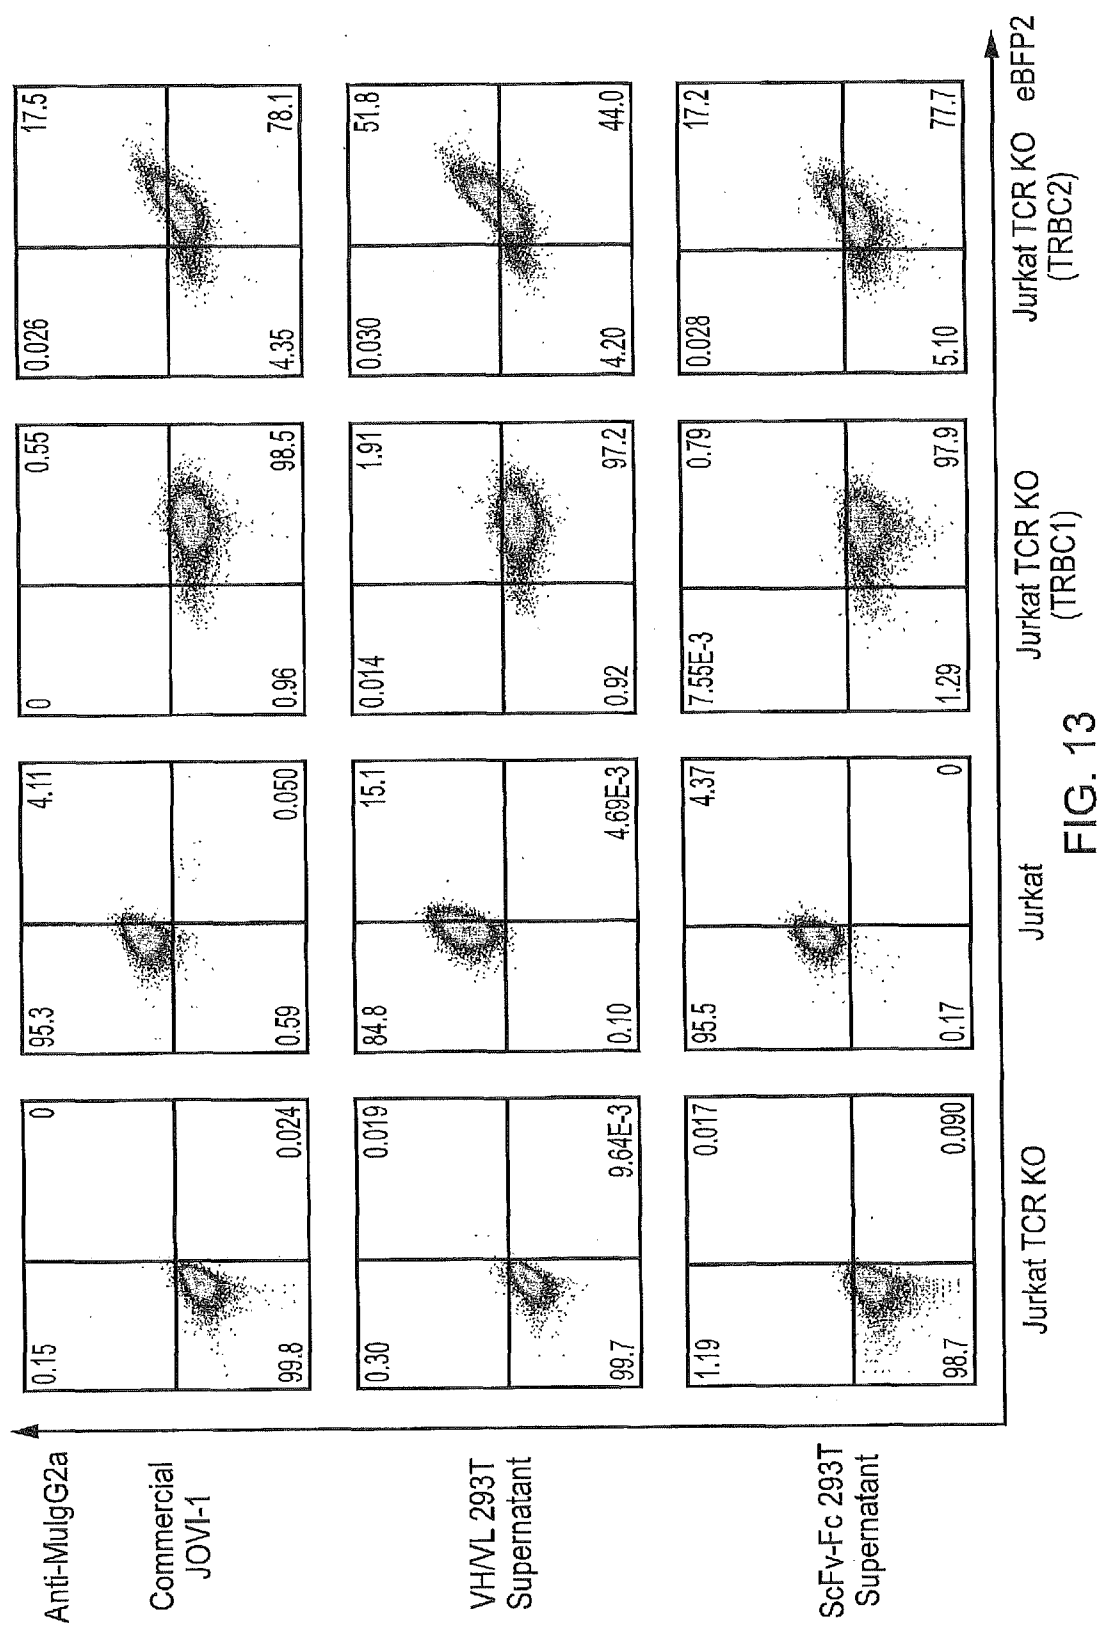 Anti-MuIgG2a
Commercial
JOVI-1
0.15
0
99.8
0.024
95.3
4.11
0.59
0.050
0
0.55
0.96
98.5
0.026
17.5
4.35
78.1
VH/VL 293T
Supernatant
0.30
0.019
99.7
9.64E-3
84.8
15.1
0.10
4.69E-3
0.014
1.91
0.92
97.2
0.030
51.8
4.20
44.0
ScFv-Fc 293T
Supernatant
1.19
0.017
98.7
0.090
95.5
4.37
0.17
0
7.55E-3
0.79
1.29
97.9
0.028
17.2
5.10
77.7
Jurkat TCR KO
Jurkat
Jurkat TCR KO
(TRBC1)
Jurkat TCR KO
(TRBC2)
eBFP2
FIG. 13